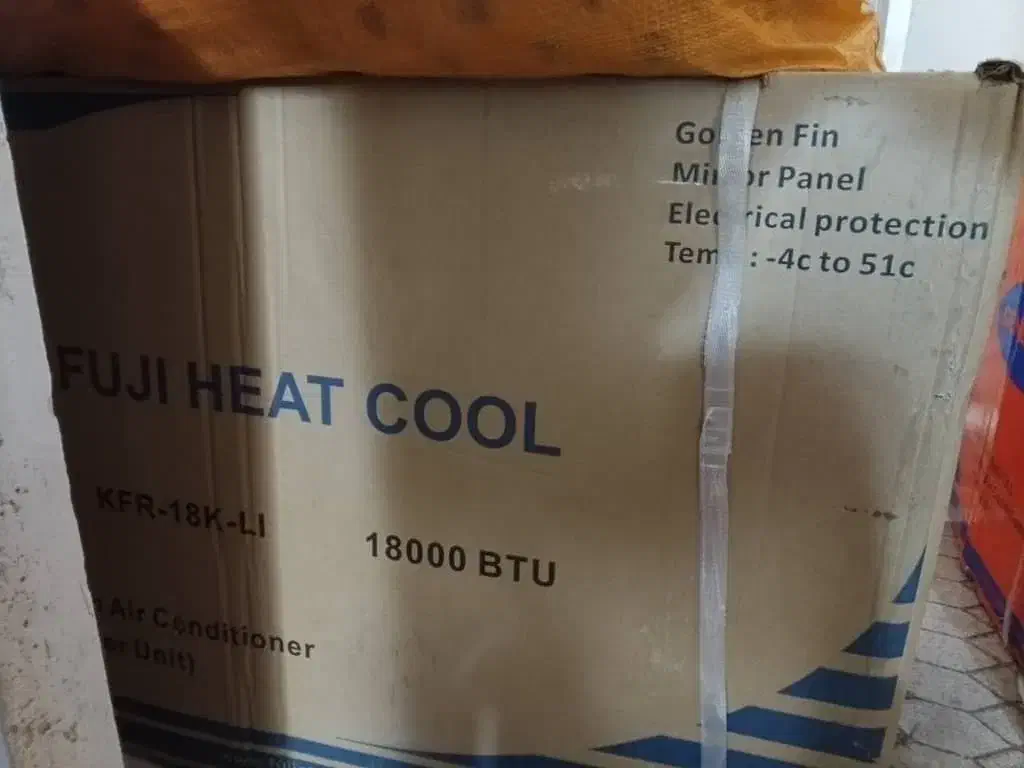 Go en Fin
Mi or Panel
Ele rical protection
Tem : -4c to 51c
FUJI HEAT COOL
KFR-18K-LI
18000 BTU
Air Conditioner
Unit)